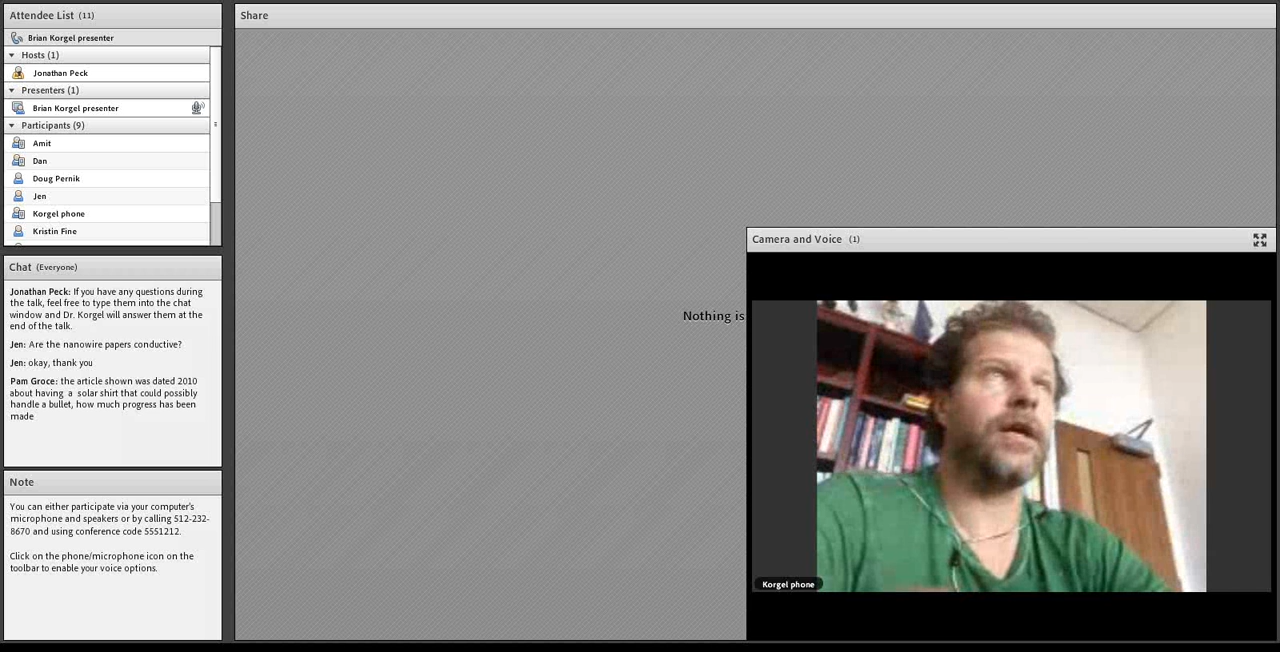 Attendee List (11)
Brian Korgel presenter
Hosts (1)
Jonathan Peck
Presenters (1)
Brian Korgel presenter
Participants (9)
Amit
Dan
Doug Pernik
Jen
Korgel phone
Kristin Fine
Chat (Everyone)
Jonathan Peck: If you have any questions during
the talk, feel free to type them into the chat
window and Dr. Korgel will answer them at the
end of the talk.
Jen: Are the nanowire papers conductive?
Jen: okay, thank you
Pam Groce: the article shown was dated 2010
about having a solar shirt that could possibly
handle a bullet, how much progress has been
made
Note
You can either participate via your computer's
microphone and speakers or by calling 512-232-
8670 and using conference code 5551212.
Click on the phone/microphone icon on the
toolbar to enable your voice options.
Share
Nothing is
Camera and Voice (1)
Korgel phone